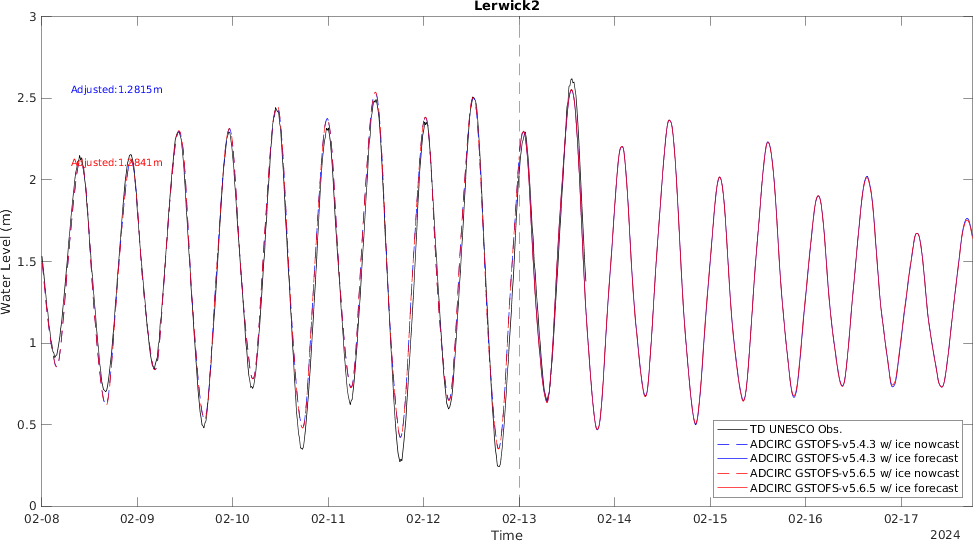 Lerwick2
3
2.5
2
1.5
1
0.5
0
Water Level (m)
Adjusted:1.2815m
Adjusted:1.3841m
TD UNESCO Obs.
ADCIRC GSTOFS-v5.4.3 w/ ice nowcast
ADCIRC GSTOFS-v5.4.3 w/ ice forecast
ADCIRC GSTOFS-v5.6.5 w/ ice nowcast
ADCIRC GSTOFS-v5.6.5 w/ ice forecast
02-08 02-09 02-10 02-11 02-12 02-13 02-14 02-15 02-16 02-17
Time
2024